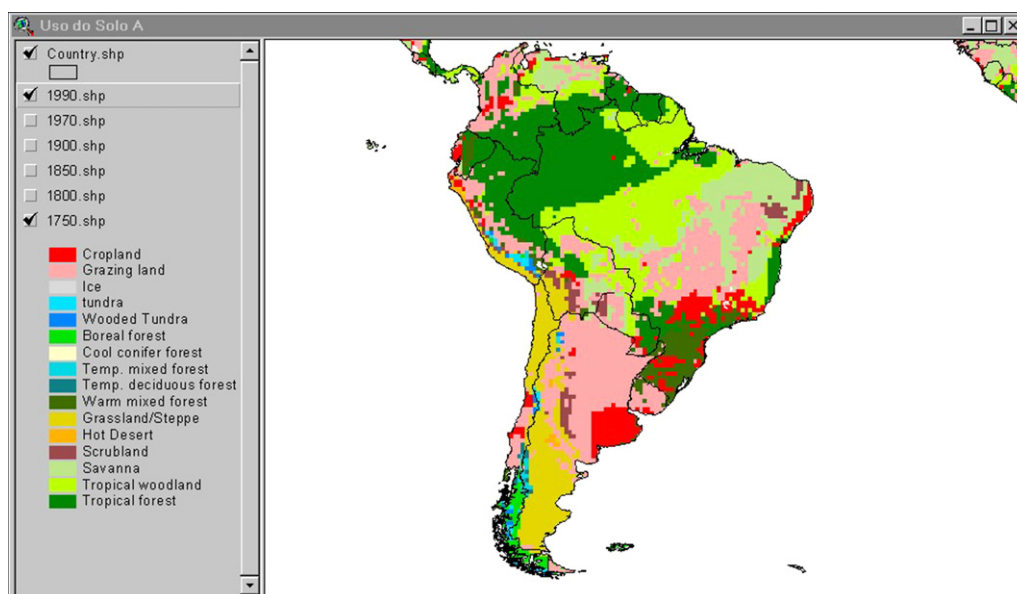 Uso do Solo A
Country.shp
1990.shp
1970.shp
1900.shp
1850.shp
1800.shp
1750.shp
Cropland
Grazing land
Ice
tundra
Wooded Tundra
Boreal forest
Cool conifer forest
Temp. mixed forest
Temp. deciduous forest
Warm mixed forest
Grassland/Steppe
Hot Desert
Scrubland
Savanna
Tropical woodland
Tropical forest